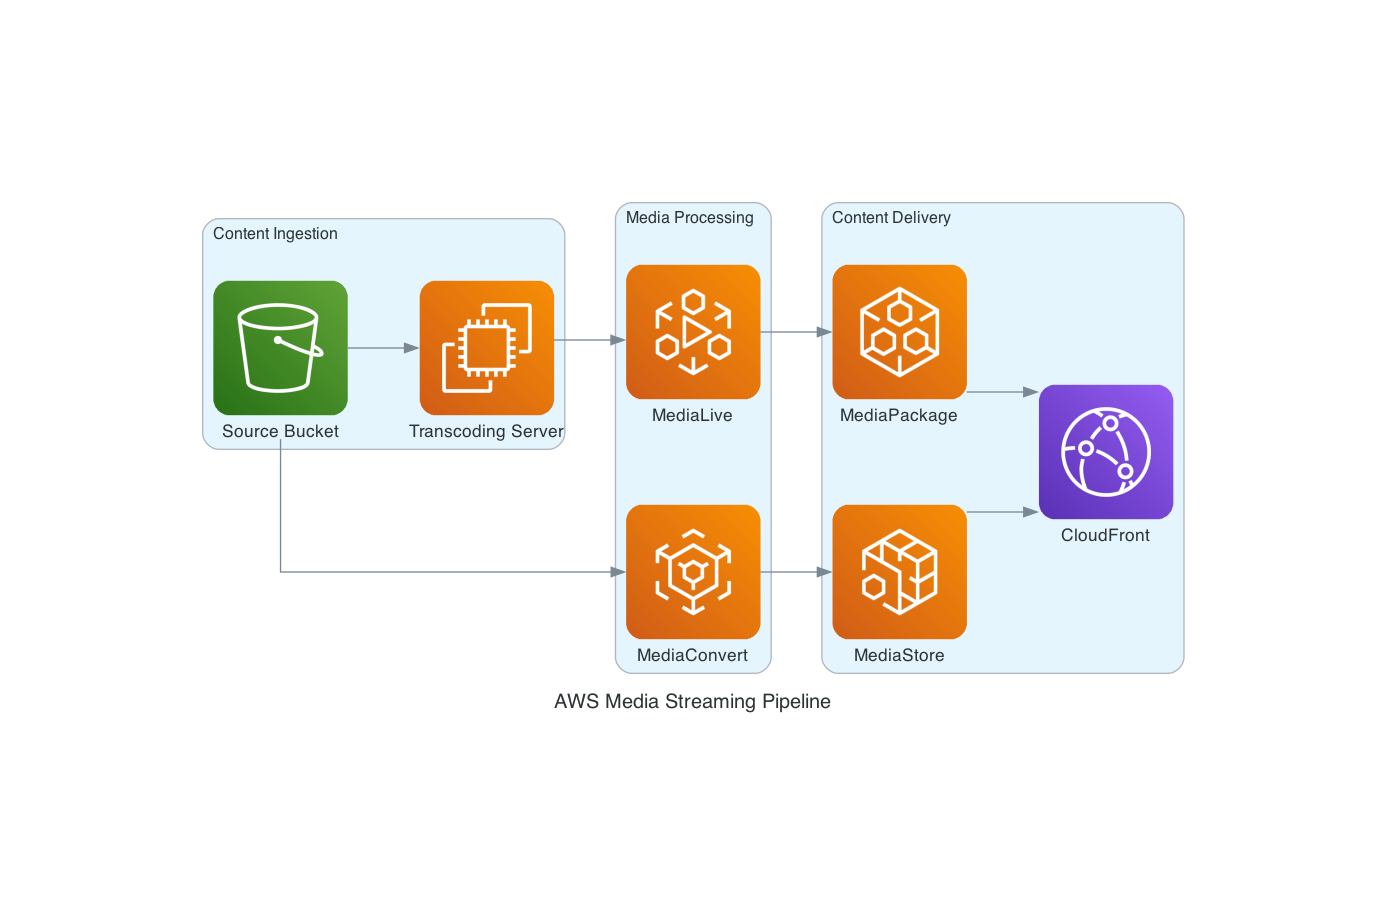 Content Ingestion
Source Bucket
Transcoding Server
Media Processing
MediaLive
MediaConvert
Content Delivery
MediaPackage
MediaStore
CloudFront
AWS Media Streaming Pipeline